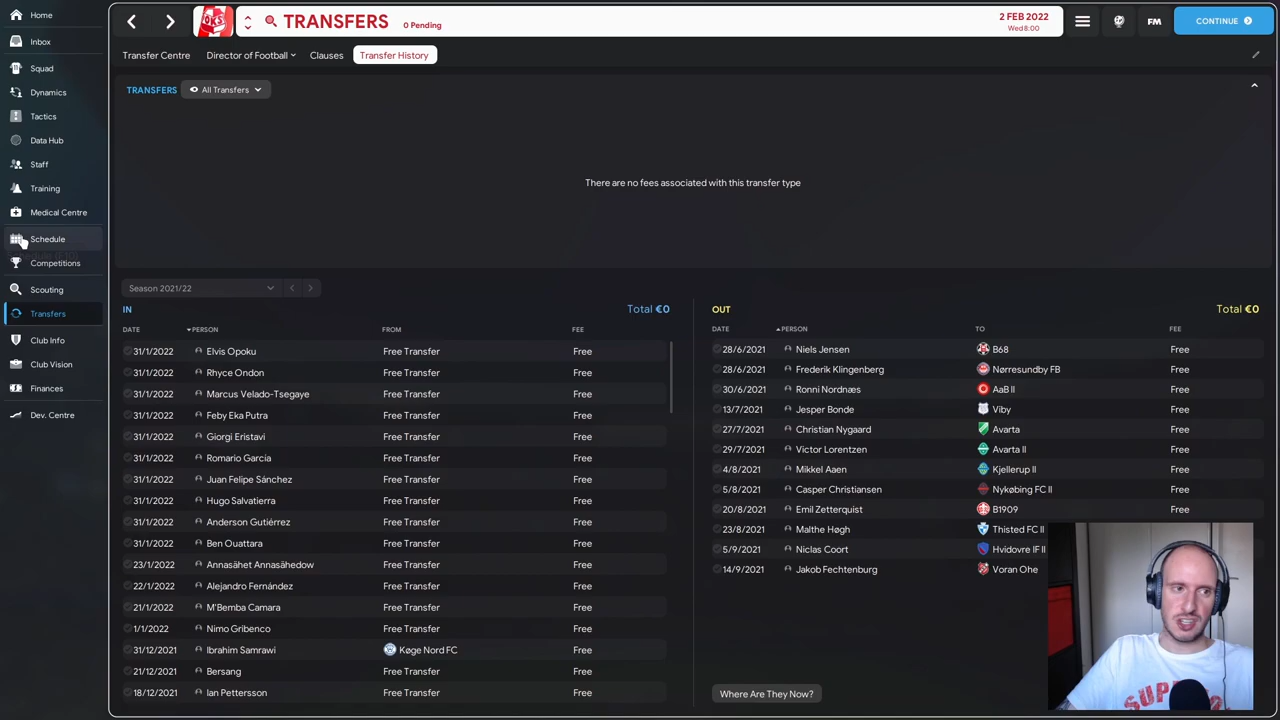 Home
Inbox
Squad
Dynamics
Tactics
Data Hub
Staff
Training
Medical Centre
Schedule
Competitions
Scouting
Transfers
Club Info
Club Vision
Finances
Dev. Centre
OKS
TRANSFERS 0 Pending
2 FEB 2022
Wed 8:00
FM
CONTINUE
Transfer Centre Director of Football Clauses Transfer History
TRANSFERS All Transfers
There are no fees associated with this transfer type
Season 2021/22
IN Total €0
DATE PERSON FROM FEE
31/1/2022 Elvis Opoku Free Transfer Free
31/1/2022 Rhyce Ondon Free Transfer Free
31/1/2022 Marcus Velado-Tsegaye Free Transfer Free
31/1/2022 Feby Eka Putra Free Transfer Free
31/1/2022 Giorgi Eristavi Free Transfer Free
31/1/2022 Romario Garcia Free Transfer Free
31/1/2022 Juan Felipe Sánchez Free Transfer Free
31/1/2022 Hugo Salvatierra Free Transfer Free
31/1/2022 Anderson Gutiérrez Free Transfer Free
31/1/2022 Ben Ouattara Free Transfer Free
23/1/2022 Annasähet Annasähedow Free Transfer Free
22/1/2022 Alejandro Fernández Free Transfer Free
21/1/2022 M'Bemba Camara Free Transfer Free
1/1/2022 Nimo Gribenco Free Transfer Free
31/12/2021 Ibrahim Samrawi Køge Nord FC Free
21/12/2021 Bersang Free Transfer Free
18/12/2021 Ian Pettersson Free Transfer Free
OUT Total €0
DATE PERSON TO FEE
28/6/2021 Niels Jensen B68 Free
28/6/2021 Frederik Klingenberg Nørresundby FB Free
30/6/2021 Ronni Nordnæs AaB II Free
13/7/2021 Jesper Bonde Viby Free
27/7/2021 Christian Nygaard Avarta Free
29/7/2021 Victor Lorentzen Avarta II Free
4/8/2021 Mikkel Aaen Kjellerup II Free
5/8/2021 Casper Christiansen Nykøbing FC II Free
20/8/2021 Emil Zetterquist B1909 Free
23/8/2021 Malthe Høgh Thisted FC II
5/9/2021 Niclas Coort Hvidovre IF II
14/9/2021 Jakob Fechtenburg Voran Ohe
Where Are They Now?